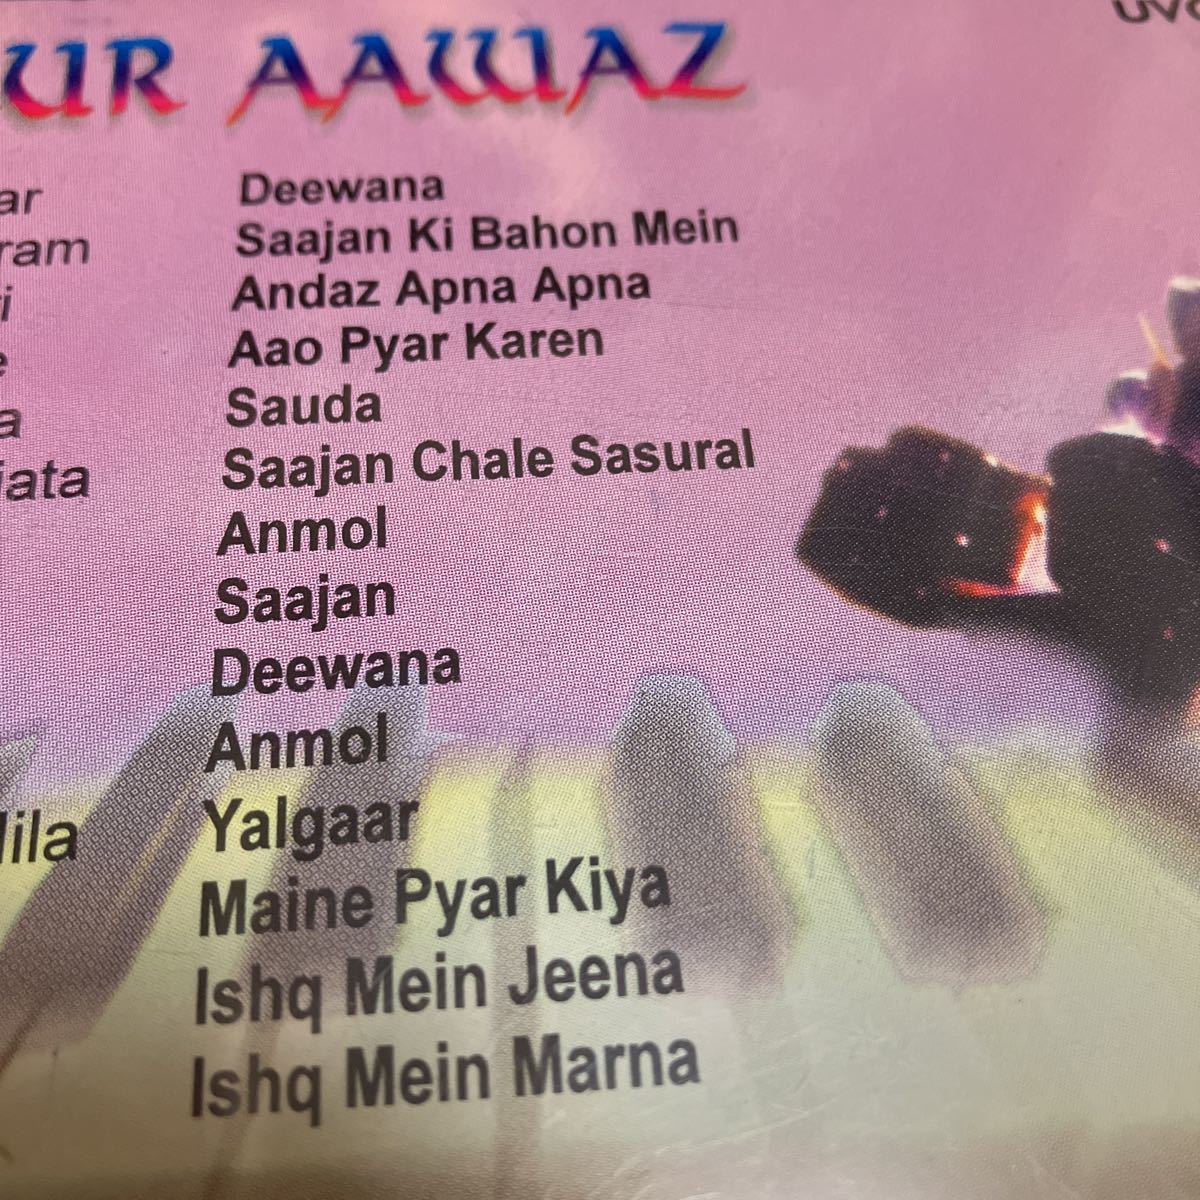 UR AAWAZ
ar Deewana
ram Saajan Ki Bahon Mein
i Andaz Apna Apna
e Aao Pyar Karen
a Sauda
jata Saajan Chale Sasural
Anmol
Saajan
Deewana
Anmol
lila Yalgaar
Maine Pyar Kiya
Ishq Mein Jeena
Ishq Mein Marna